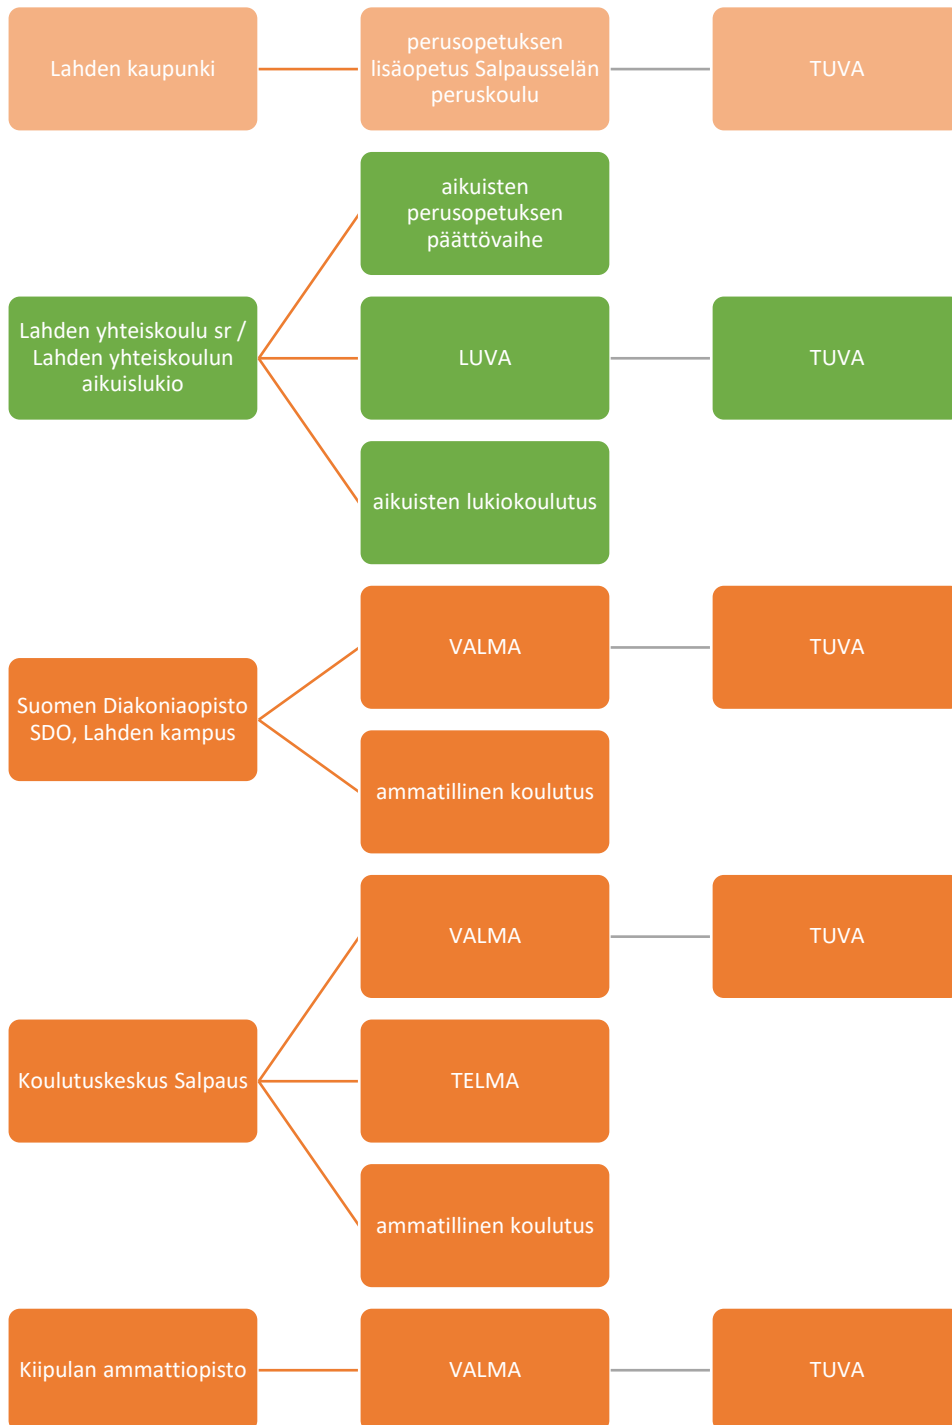 Lahden kaupunki
perusopetuksen
lisäopetus Salpausselän
peruskoulu
TUVA
aikuisten
perusopetuksen
päättövaihe
Lahden yhteiskoulu sr /
Lahden yhteiskoulun
aikuislukio
LUVA
TUVA
aikuisten lukiokoulutus
Suomen Diakoniaopisto
SDO, Lahden kampus
VALMA
TUVA
ammatillinen koulutus
Koulutuskeskus Salpaus
VALMA
TUVA
TELMA
ammatillinen koulutus
Kiipulan ammattiopisto
VALMA
TUVA